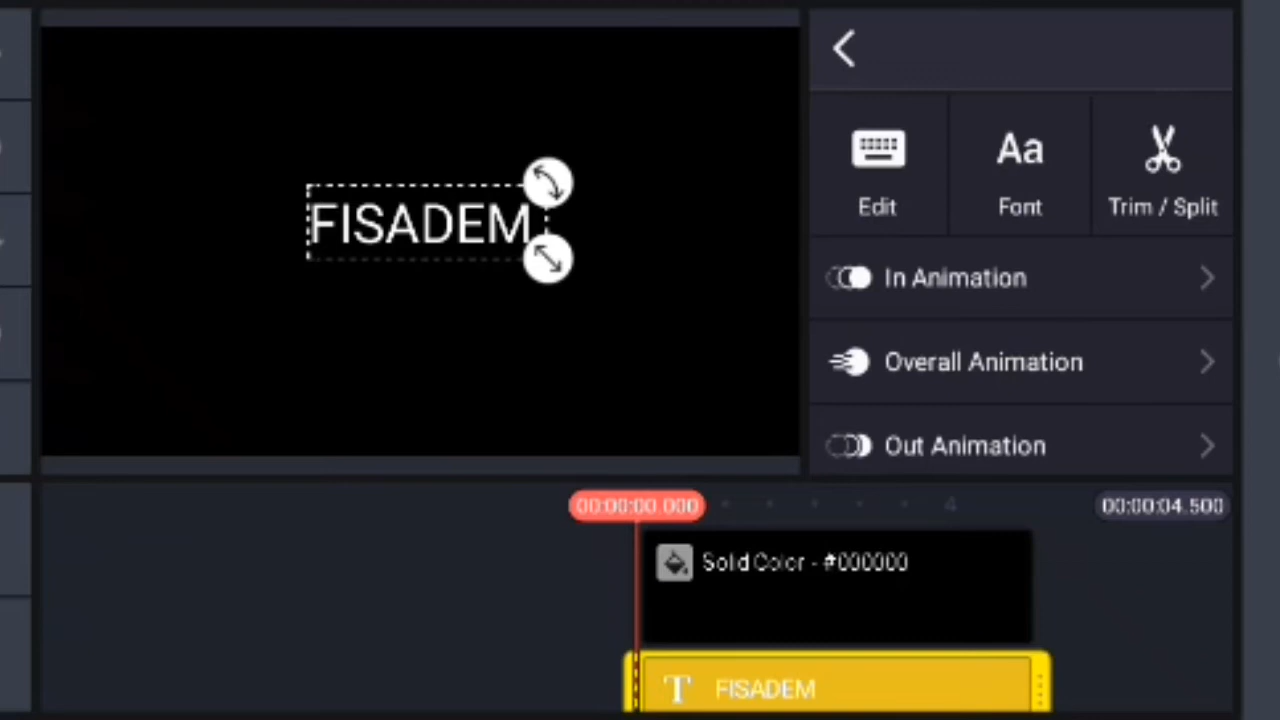 FISADEM
Edit
Aa
Font
Trim / Split
In Animation
Overall Animation
Out Animation
00:00:00.000
4
00:00:04.500
Solid Color - #000000
T
FISADEM